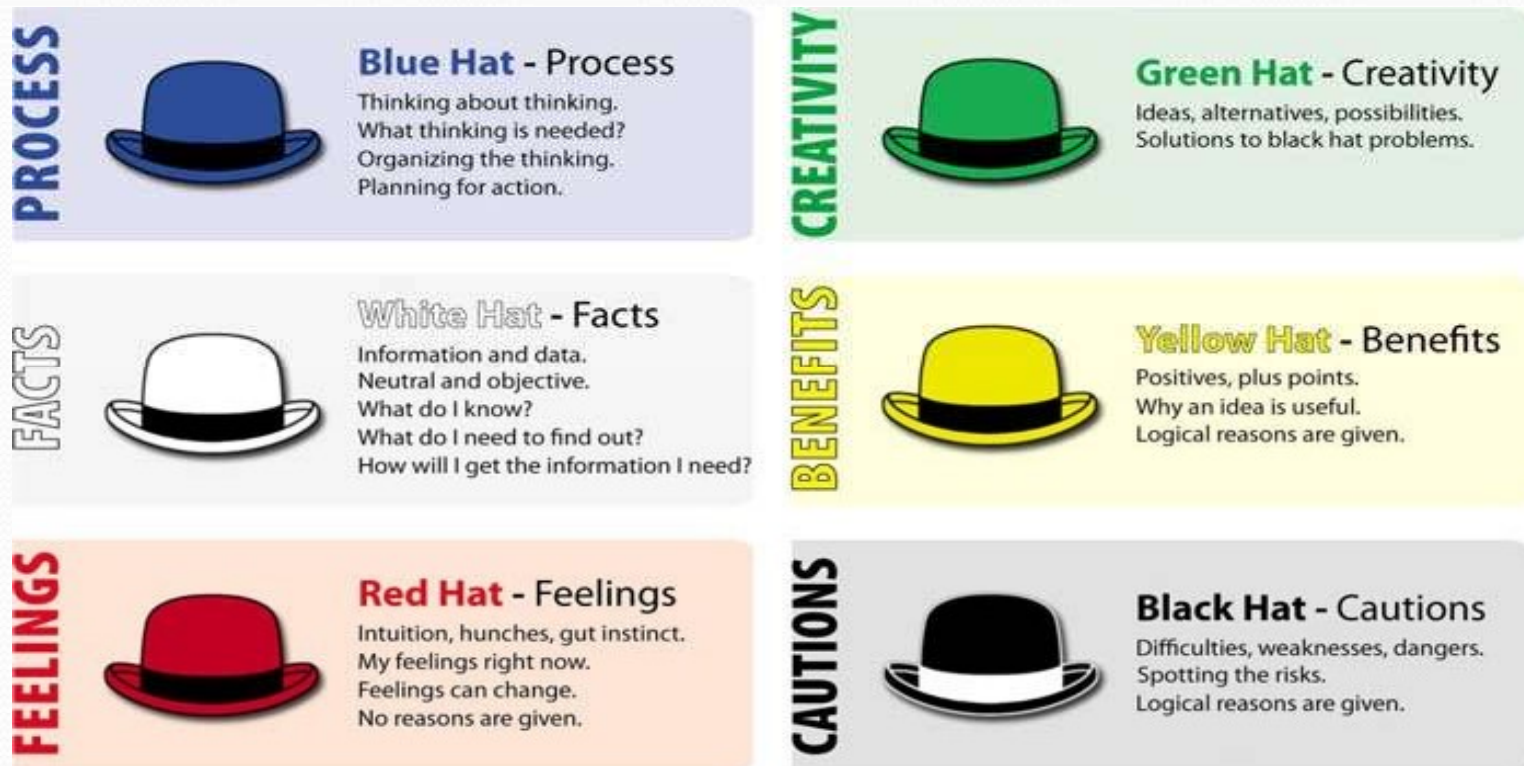 PROCESS
Blue Hat - Process
Thinking about thinking.
What thinking is needed?
Organizing the thinking.
Planning for action.
CREATIVITY
Green Hat - Creativity
Ideas, alternatives, possibilities.
Solutions to black hat problems.
FACTS
White Hat - Facts
Information and data.
Neutral and objective.
What do I know?
What do I need to find out?
How will I get the information I need?
BENEFITS
Yellow Hat - Benefits
Positives, plus points.
Why an idea is useful.
Logical reasons are given.
FEELINGS
Red Hat - Feelings
Intuition, hunches, gut instinct.
My feelings right now.
Feelings can change.
No reasons are given.
CAUTIONS
Black Hat - Cautions
Difficulties, weaknesses, dangers.
Spotting the risks.
Logical reasons are given.